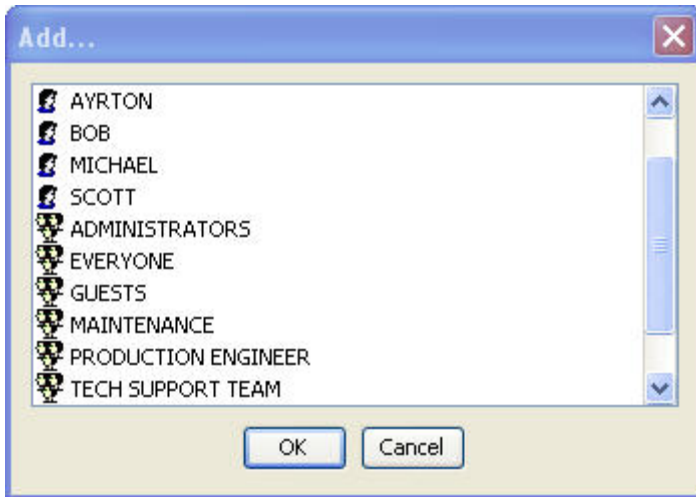 Add...
AYRTON
BOB
MICHAEL
SCOTT
ADMINISTRATORS
EVERYONE
GUESTS
MAINTENANCE
PRODUCTION ENGINEER
TECH SUPPORT TEAM
OK Cancel